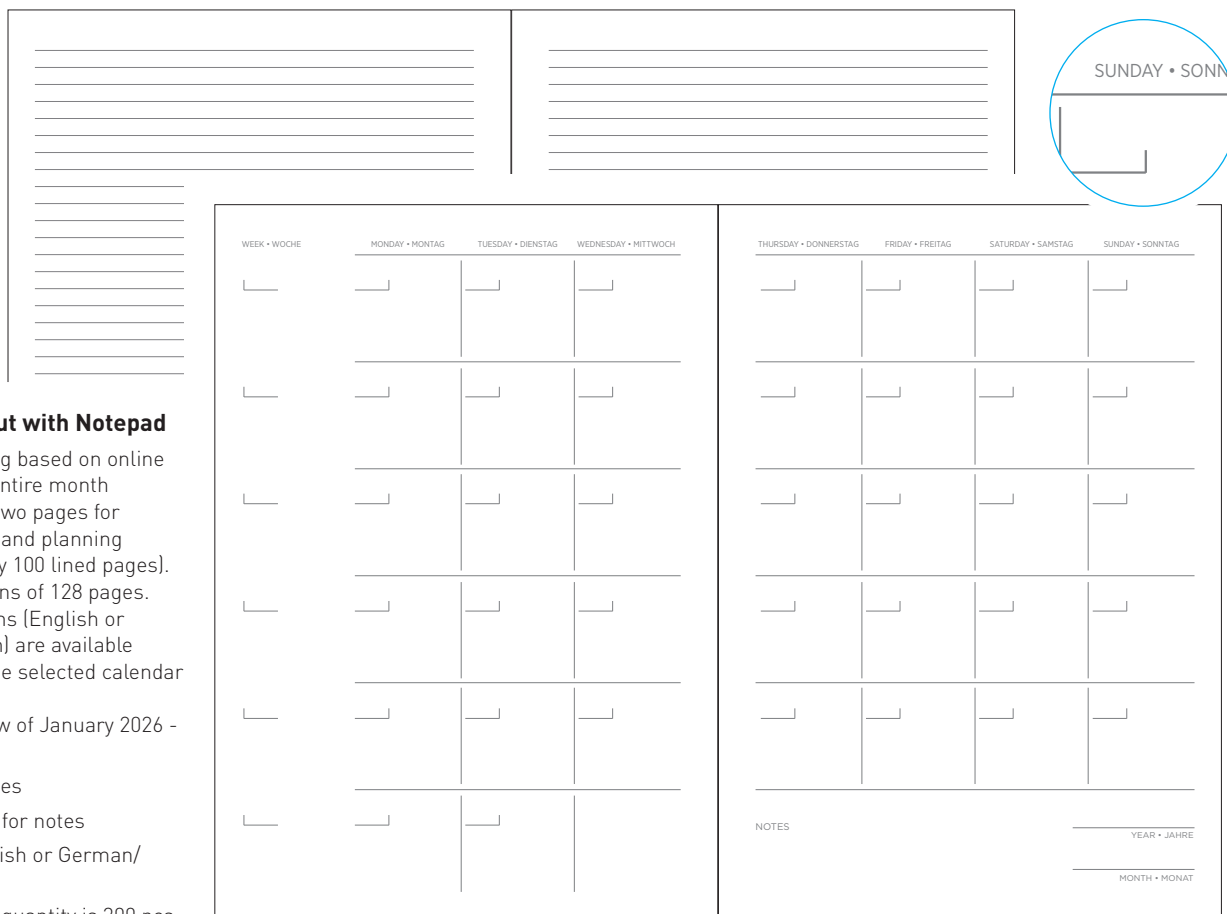 SUNDAY • SONN
WEEK • WOCHE
MONDAY • MONTAG
TUESDAY • DIENSTAG
WEDNESDAY • MITTWOCH
THURSDAY • DONNERSTAG
FRIDAY • FREITAG
SATURDAY • SAMSTAG
SUNDAY • SONNTAG
NOTES
YEAR • JAHRE
MONTH • MONAT
ut with Notepad
g based on online
ntire month
wo pages for
and planning
y 100 lined pages).
ns of 128 pages.
ns (English or
n) are available
e selected calendar
w of January 2026 -
es
for notes
ish or German/